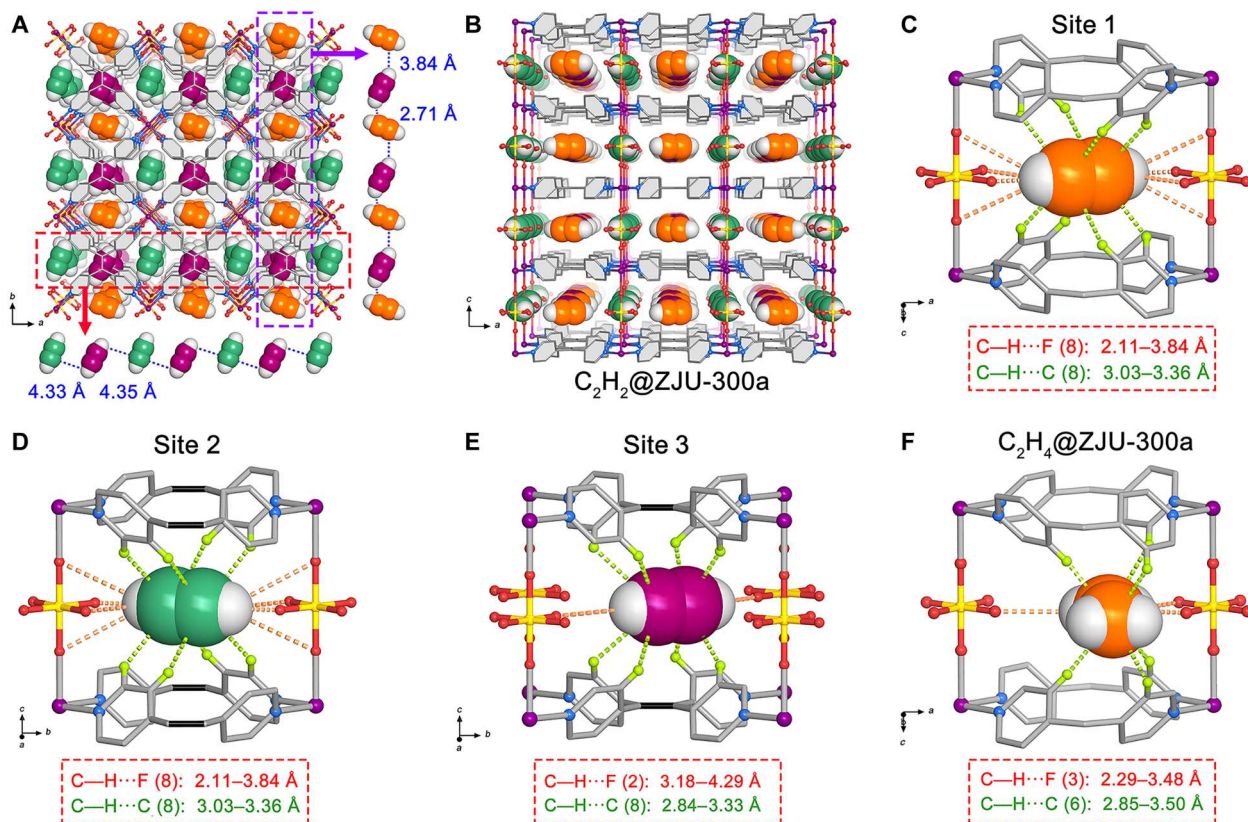 A
3.84 Å
2.71 Å
b
a
4.33 Å 4.35 Å
B
c
a
C₂H₂@ZJU-300a
C
Site 1
a
b
c
C—H···F (8): 2.11–3.84 Å
C—H···C (8): 3.03–3.36 Å
D
Site 2
c
b
a
C—H···F (8): 2.11–3.84 Å
C—H···C (8): 3.03–3.36 Å
E
Site 3
c
b
a
C—H···F (2): 3.18–4.29 Å
C—H···C (8): 2.84–3.33 Å
F
C₂H₄@ZJU-300a
a
b
c
C—H···F (3): 2.29–3.48 Å
C—H···C (6): 2.85–3.50 Å